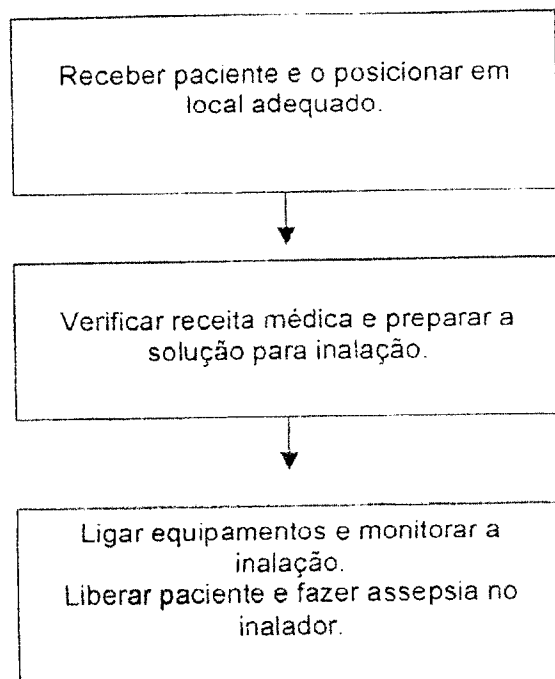 Receber paciente e o posicionar em
local adequado.
Verificar receita médica e preparar a
solução para inalação.
Ligar equipamentos e monitorar a
inalação.
Liberar paciente e fazer assepsia no
inalador.